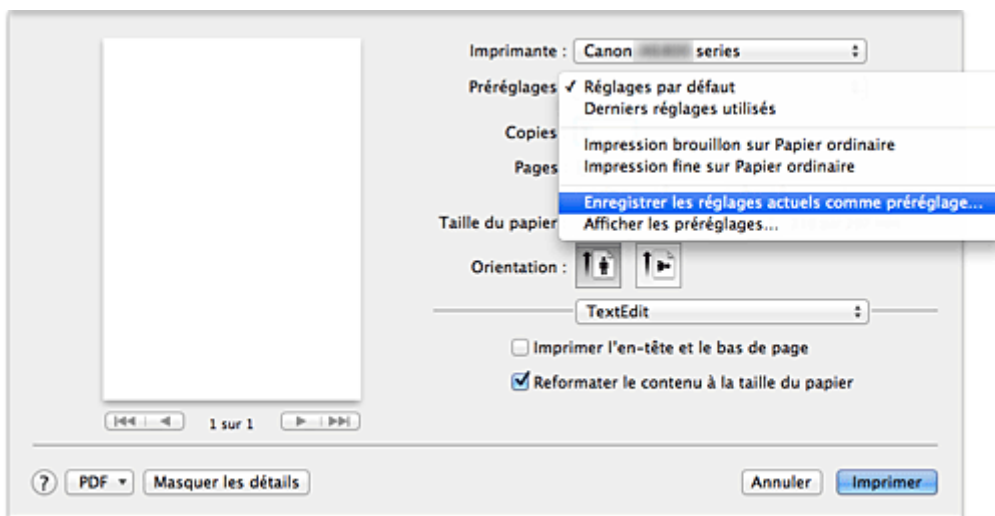 Imprimante : Canon series
Préréglages ✓ Réglages par défaut
Derniers réglages utilisés
Copies
Impression brouillon sur Papier ordinaire
Pages Impression fine sur Papier ordinaire
Enregistrer les réglages actuels comme préréglage...
Taille du papier Afficher les préréglages...
Orientation :
TextEdit
Imprimer l'en-tête et le bas de page
Reformater le contenu à la taille du papier
1 sur 1
? PDF Masquer les détails Annuler Imprimer